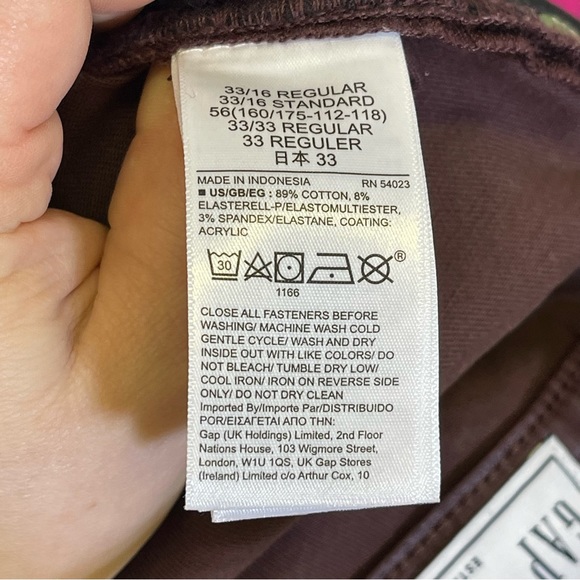 33/16 REGULAR
33/16 STANDARD
56(160/175-112-118)
33/33 REGULAR
33 REGULER
日本 33
MADE IN INDONESIA RN 54023
■ US/GB/EG : 89% COTTON, 8%
ELASTERELL-P/ELASTOMULTIESTER,
3% SPANDEX/ELASTANE, COATING:
ACRYLIC
30
®
1166
CLOSE ALL FASTENERS BEFORE
WASHING/ MACHINE WASH COLD
GENTLE CYCLE/ WASH AND DRY
INSIDE OUT WITH LIKE COLORS/ DO
NOT BLEACH/ TUMBLE DRY LOW/
COOL IRON/ IRON ON REVERSE SIDE
ONLY/ DO NOT DRY CLEAN
Imported By/Importe Par/DISTRIBUIDO
POR/ΕΙΣΑΓΕΤΑΙ ΑΠΟ:
Gap (UK Holdings) Limited, 2nd Floor
Nations House, 103 Wigmore Street,
London, W1U 1QS, UK Gap Stores
(Ireland) Limited c/o Arthur Cox, 10
GAP